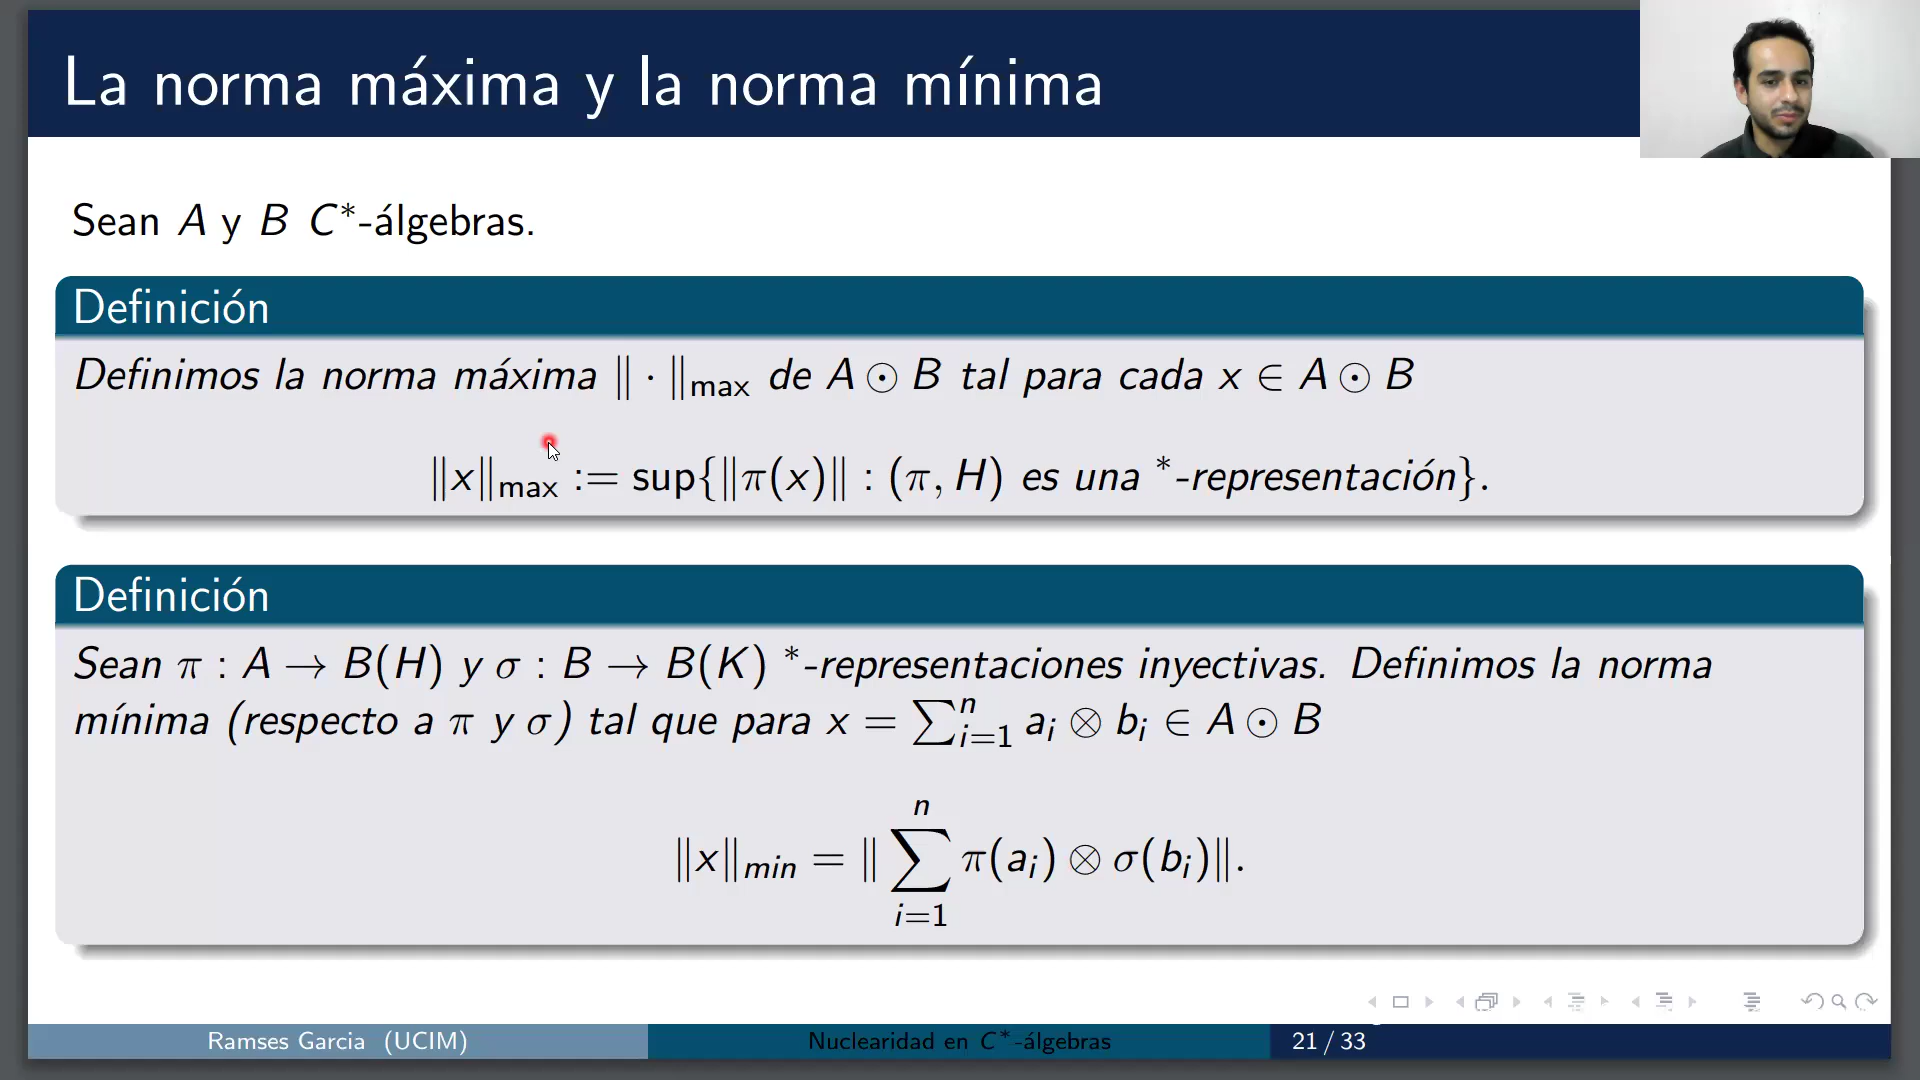 La norma máxima y la norma mínima
Sean A y B C*-álgebras.
Definición
Definimos la norma máxima ‖ · ‖max de A ⊙ B tal para cada x ∈ A ⊙ B
‖x‖max := sup{‖π(x)‖ : (π, H) es una *-representación}.
Definición
Sean π : A → B(H) y σ : B → B(K) *-representaciones inyectivas. Definimos la norma
mínima (respecto a π y σ) tal que para x = ∑ⁿᵢ₌₁ aᵢ ⊗ bᵢ ∈ A ⊙ B
‖x‖min = ‖ ∑ⁿᵢ₌₁ π(aᵢ) ⊗ σ(bᵢ)‖.
Ramses Garcia (UCIM)
Nuclearidad en C*-álgebras
21 / 33